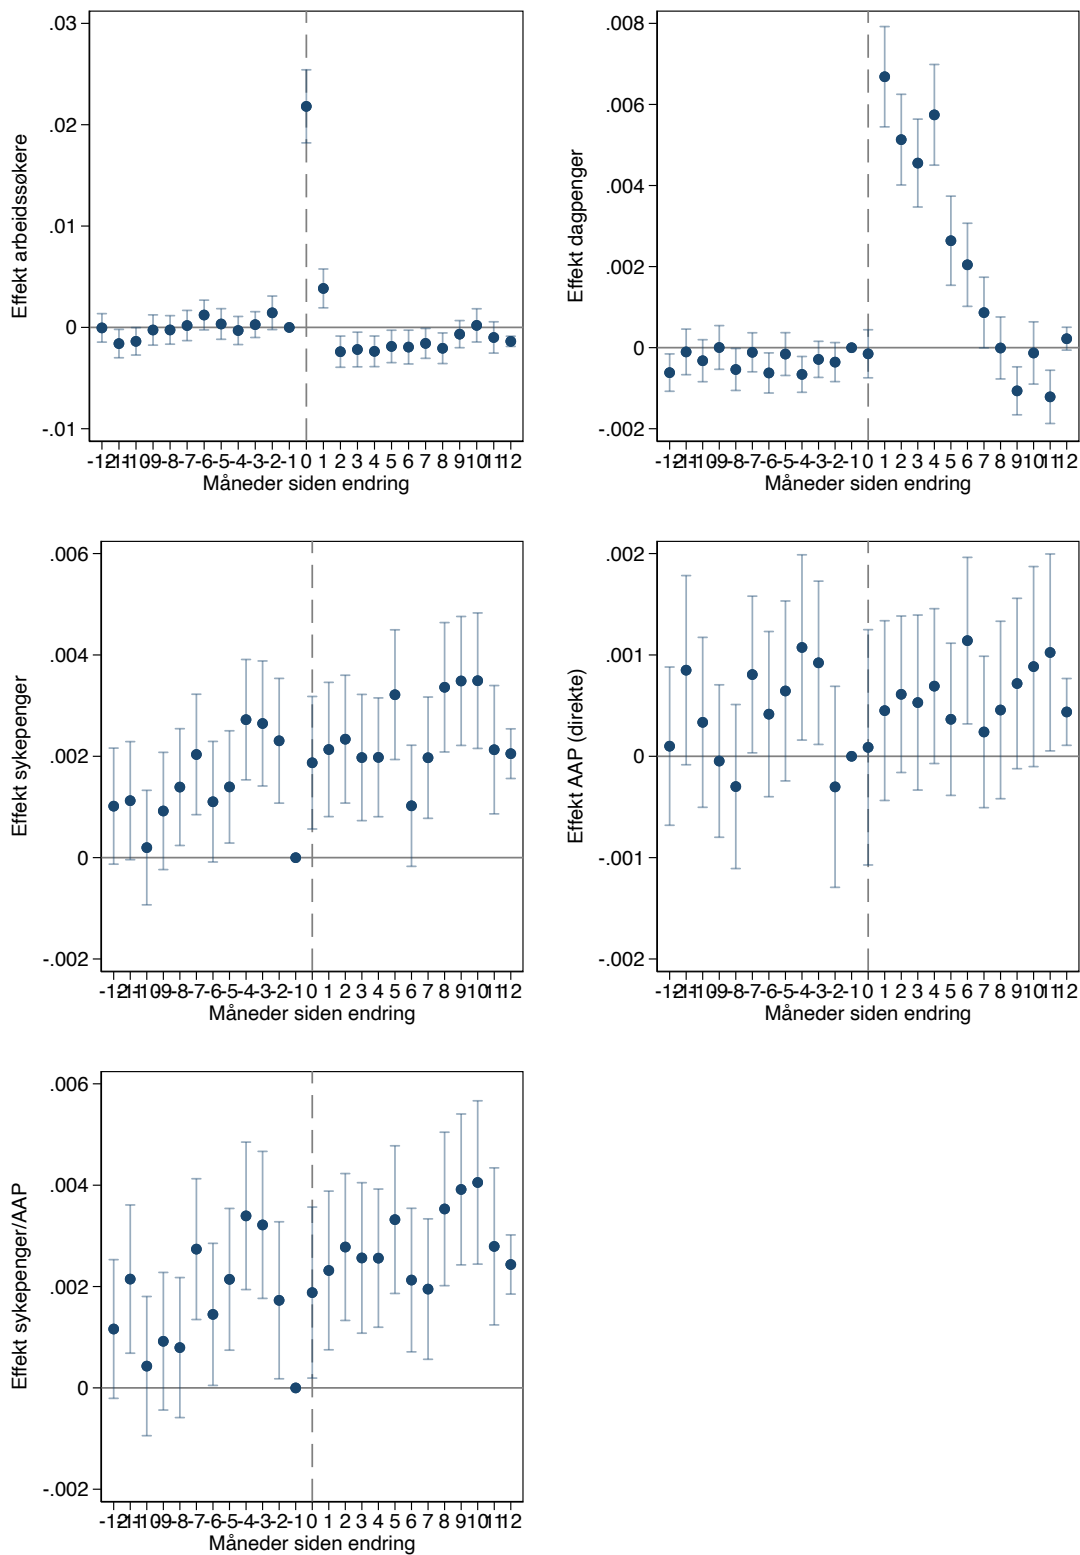 Effekt arbeidssøkere
.03
.02
.01
0
-.01
-12-11-10-9-8-7-6-5-4-3-2-1 0 1 2 3 4 5 6 7 8 9 10 11 12
Måneder siden endring
Effekt dagpenger
.008
.006
.004
.002
0
-.002
-12-11-10-9-8-7-6-5-4-3-2-1 0 1 2 3 4 5 6 7 8 9 10 11 12
Måneder siden endring
Effekt sykepenger
.006
.004
.002
0
-.002
-12-11-10-9-8-7-6-5-4-3-2-1 0 1 2 3 4 5 6 7 8 9 10 11 12
Måneder siden endring
Effekt AAP (direkte)
.002
.001
0
-.001
-.002
-12-11-10-9-8-7-6-5-4-3-2-1 0 1 2 3 4 5 6 7 8 9 10 11 12
Måneder siden endring
Effekt sykepenger/AAP
.006
.004
.002
0
-.002
-12-11-10-9-8-7-6-5-4-3-2-1 0 1 2 3 4 5 6 7 8 9 10 11 12
Måneder siden endring